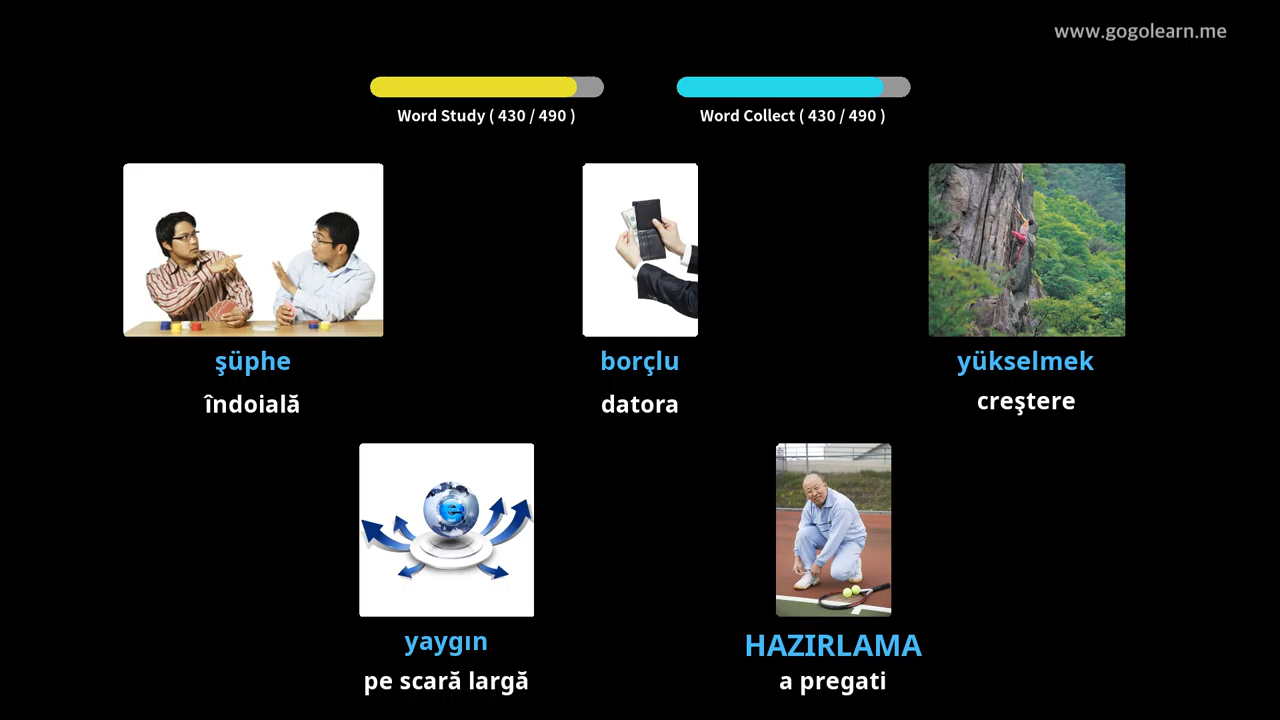 www.gogolearn.me
Word Study ( 430 / 490 )
Word Collect ( 430 / 490 )
şüphe
îndoială
borçlu
datora
yükselmek
creştere
e
yaygın
pe scară largă
HAZIRLAMA
a pregati